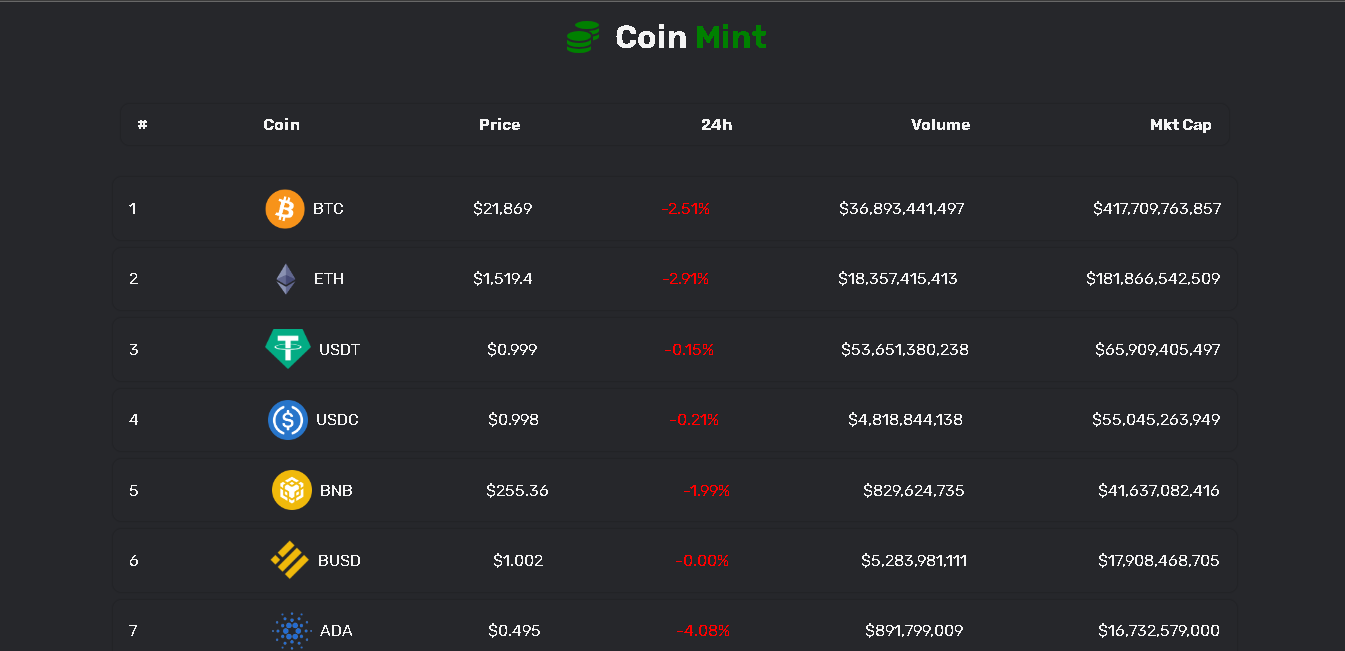 Coin Mint
# Coin Price 24h Volume Mkt Cap
1 BTC $21,869 -2.51% $36,893,441,497 $417,709,763,857
2 ETH $1,519.4 -2.91% $18,357,415,413 $181,866,542,509
3 USDT $0.999 -0.15% $53,651,380,238 $65,909,405,497
4 USDC $0.998 -0.21% $4,818,844,138 $55,045,263,949
5 BNB $255.36 -1.99% $829,624,735 $41,637,082,416
6 BUSD $1.002 -0.00% $5,283,981,111 $17,908,468,705
7 ADA $0.495 -4.08% $891,799,009 $16,732,579,000